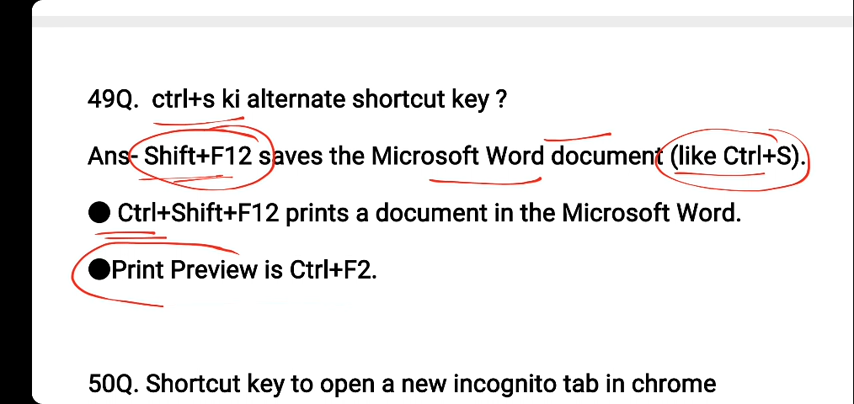 49Q. ctrl+s ki alternate shortcut key ?
Ans- Shift+F12 saves the Microsoft Word document (like Ctrl+S).
● Ctrl+Shift+F12 prints a document in the Microsoft Word.
●Print Preview is Ctrl+F2.
50Q. Shortcut key to open a new incognito tab in chrome